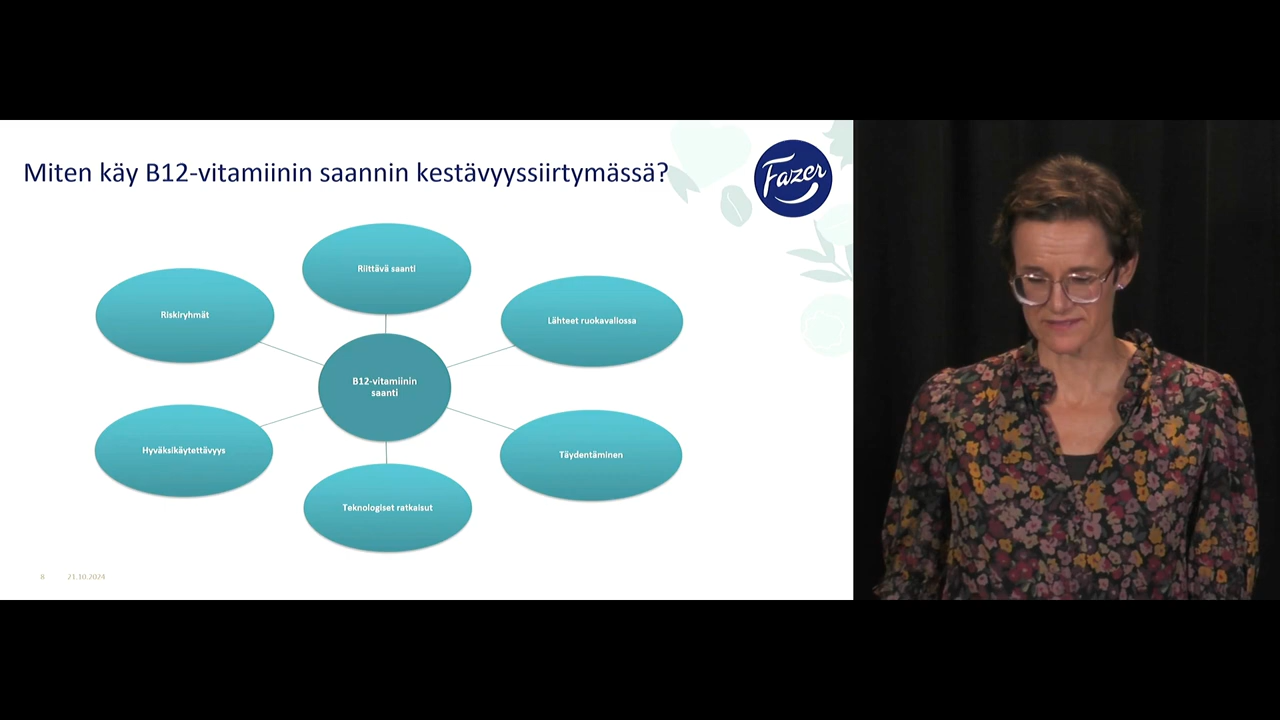 Miten käy B12-vitamiinin saannin kestävyyssiirtymässä?
Fazer
Riittävä saanti
Riskiryhmät
Lähteet ruokavaliossa
B12-vitamiinin
saanti
Hyväksikäytettävyys
Täydentäminen
Teknologiset ratkaisut
8 21.10.2024